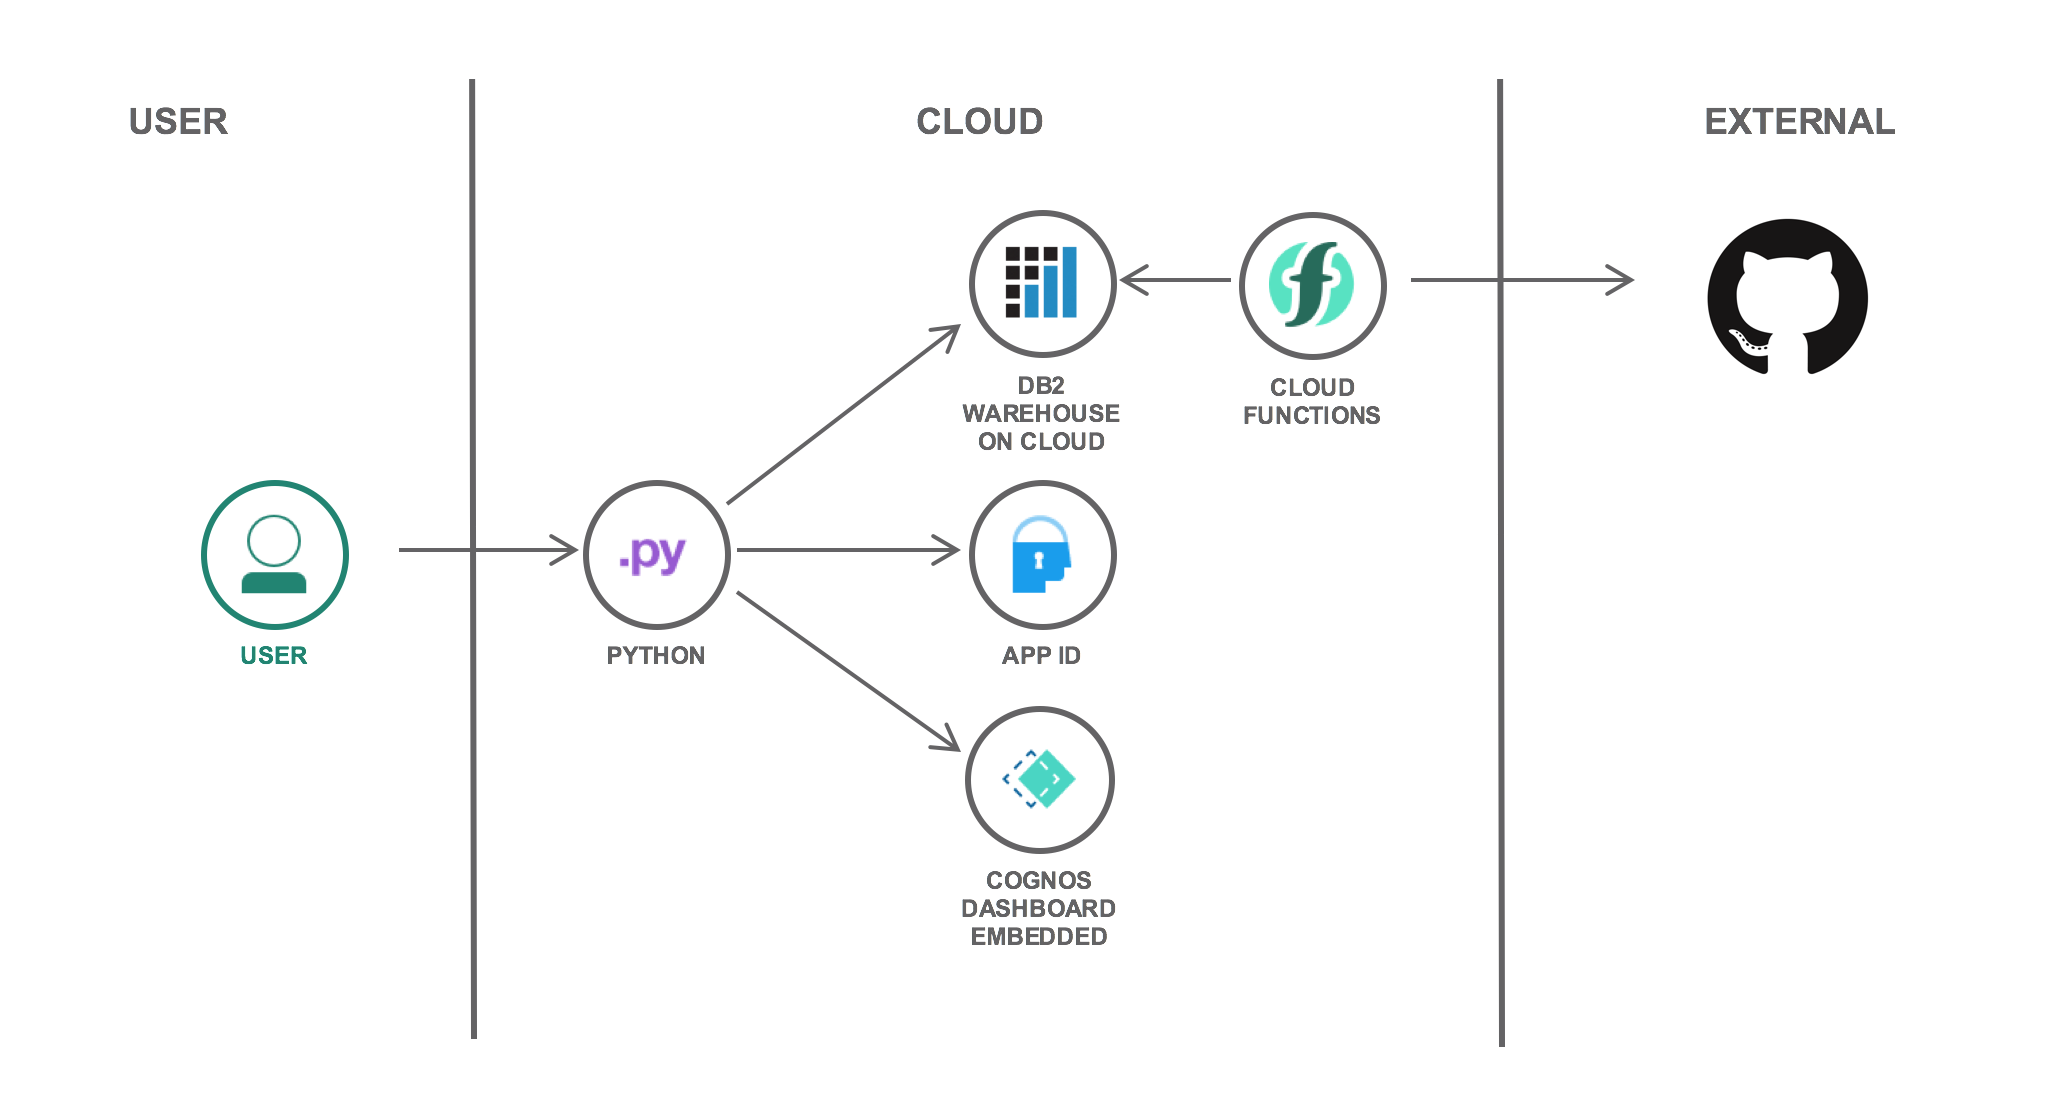 USER
CLOUD
EXTERNAL
DB2
WAREHOUSE
ON CLOUD
CLOUD
FUNCTIONS
.py
USER
PYTHON
APP ID
COGNOS
DASHBOARD
EMBEDDED